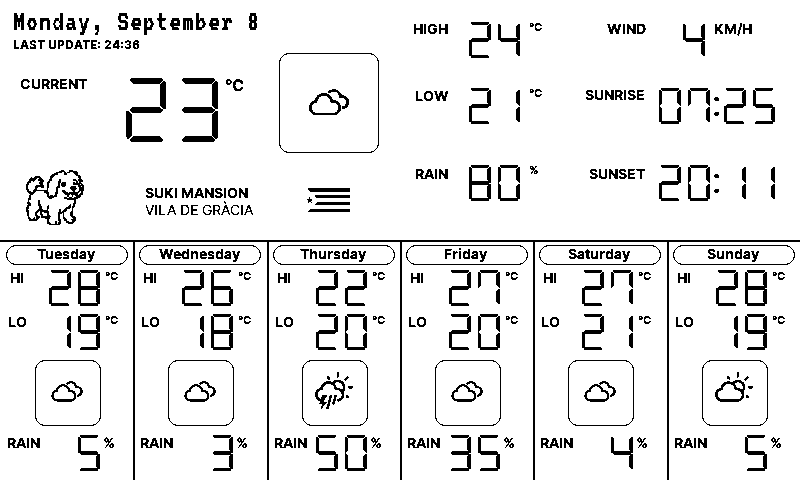 Monday, September 8
LAST UPDATE: 24:36
CURRENT 23 °C
SUKI MANSION
VILA DE GRÀCIA
HIGH 24 °C
WIND 4 KM/H
LOW 21 °C
SUNRISE 07:25
RAIN 80 %
SUNSET 20:11
Tuesday
HI 28 °C
LO 19 °C
RAIN 5 %
Wednesday
HI 26 °C
LO 18 °C
RAIN 3 %
Thursday
HI 22 °C
LO 20 °C
RAIN 50 %
Friday
HI 27 °C
LO 20 °C
RAIN 35 %
Saturday
HI 27 °C
LO 21 °C
RAIN 4 %
Sunday
HI 28 °C
LO 19 °C
RAIN 5 %